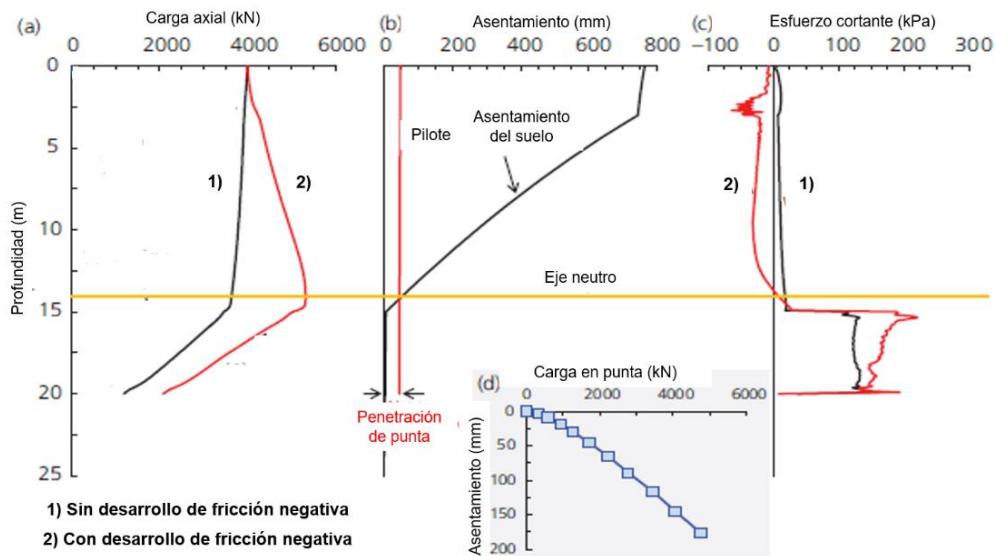 (a)
Carga axial (kN)
0 2000 4000 6000
Profundidad (m)
0
5
10
15
20
25
1)
2)
(b)
Asentamiento (mm)
0 200 400 600 800
Pilote
Asentamiento
del suelo
Eje neutro
Penetración
de punta
(c)
Esfuerzo cortante (kPa)
−100 0 100 200 300
2)
1)
(d)
Carga en punta (kN)
0 2000 4000 6000
Asentamiento (mm)
0
50
100
150
200
1) Sin desarrollo de fricción negativa
2) Con desarrollo de fricción negativa